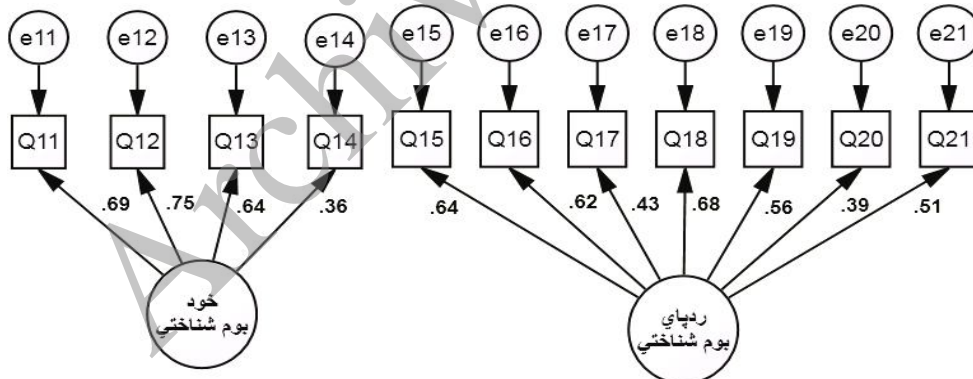 e11 e12 e13 e14 e15 e16 e17 e18 e19 e20 e21
Q11 Q12 Q13 Q14 Q15 Q16 Q17 Q18 Q19 Q20 Q21
.69 .75 .64 .36 .64 .62 .43 .68 .56 .39 .51
خود
بوم شناختي
ردپاي
بوم شناختي
Archiv